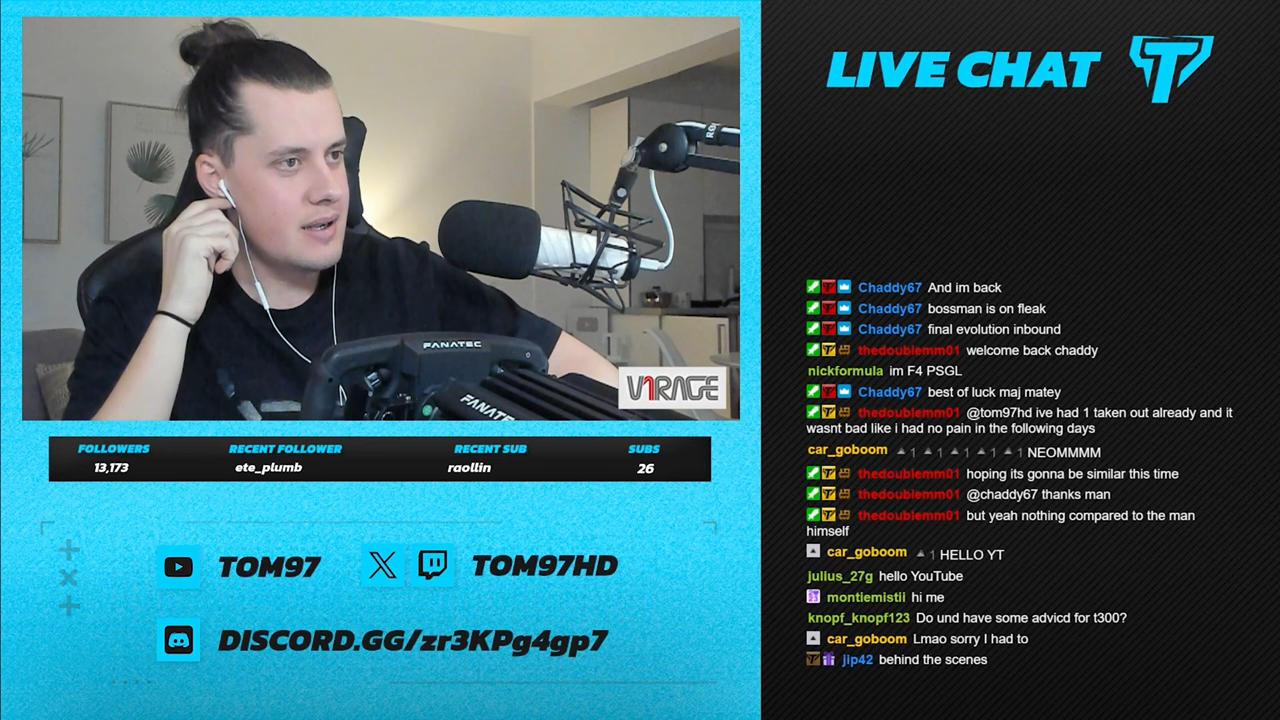 LIVE CHAT
RO
FANATEC
FANATEC
V1RAGE
FOLLOWERS
13,173
RECENT FOLLOWER
ete_plumb
RECENT SUB
raollin
SUBS
26
TOM97
TOM97HD
DISCORD.GG/zr3KPg4gp7
Chaddy67 And im back
Chaddy67 bossman is on fleak
Chaddy67 final evolution inbound
thedoublemm01 welcome back chaddy
nickformula im F4 PSGL
Chaddy67 best of luck maj matey
thedoublemm01 @tom97hd ive had 1 taken out already and it
wasnt bad like i had no pain in the following days
car_goboom 1 1 1 1 1 NEOMMMM
thedoublemm01 hoping its gonna be similar this time
thedoublemm01 @chaddy67 thanks man
thedoublemm01 but yeah nothing compared to the man
himself
car_goboom 1 HELLO YT
julius_27g hello YouTube
montiemistii hi me
knopf_knopf123 Do und have some advicd for t300?
car_goboom Lmao sorry I had to
jip42 behind the scenes